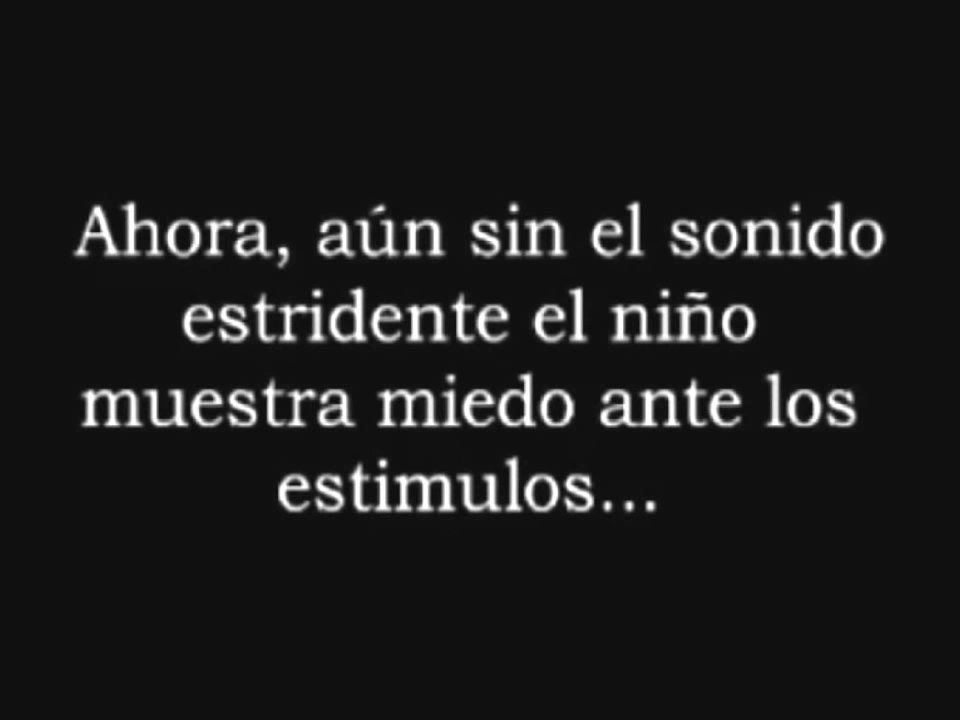 Ahora, aún sin el sonido
estridente el niño
muestra miedo ante los
estimulos...